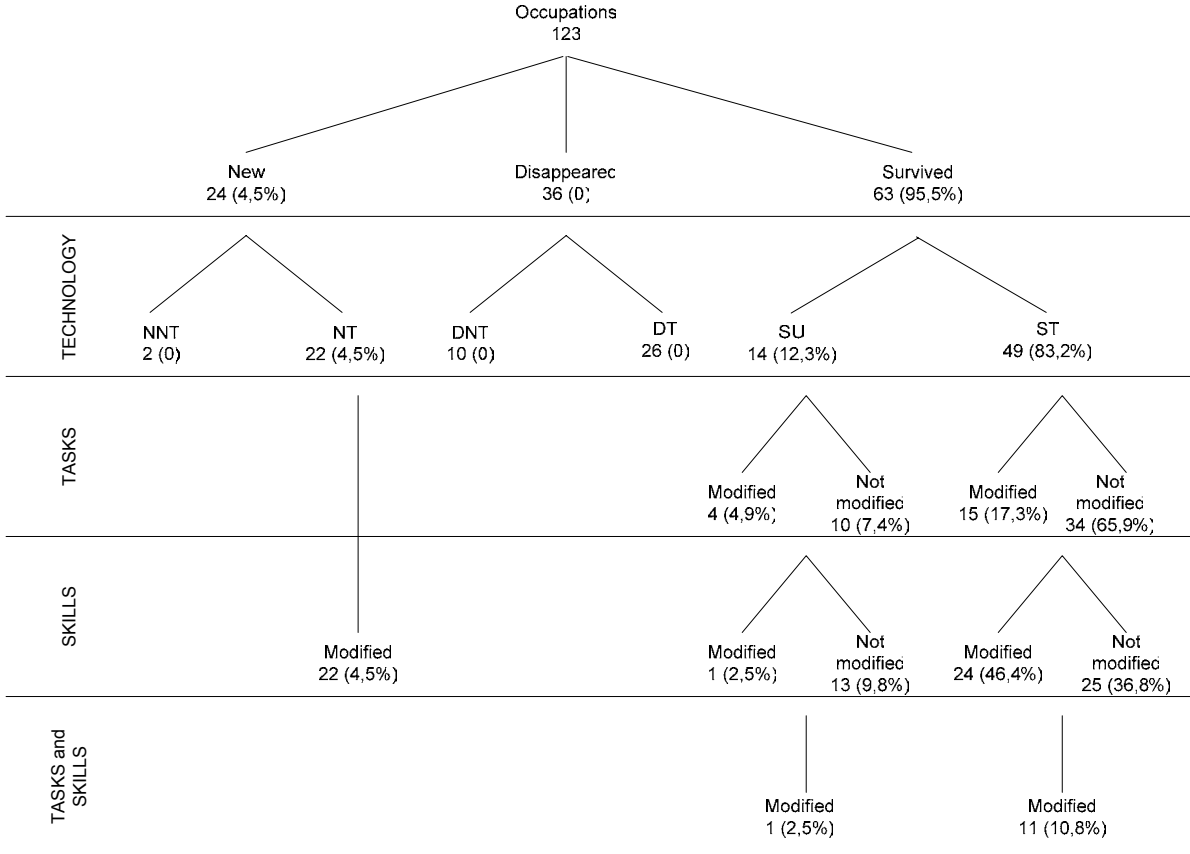 Occupations
123
New
24 (4,5%)
Disappeared
36 (0)
Survived
63 (95,5%)
TECHNOLOGY
NNT
2 (0)
NT
22 (4,5%)
DNT
10 (0)
DT
26 (0)
SU
14 (12,3%)
ST
49 (83,2%)
TASKS
Modified
4 (4,9%)
Not
modified
10 (7,4%)
Modified
15 (17,3%)
Not
modified
34 (65,9%)
SKILLS
Modified
22 (4,5%)
Modified
1 (2,5%)
Not
modified
13 (9,8%)
Modified
24 (46,4%)
Not
modified
25 (36,8%)
TASKS and
SKILLS
Modified
1 (2,5%)
Modified
11 (10,8%)